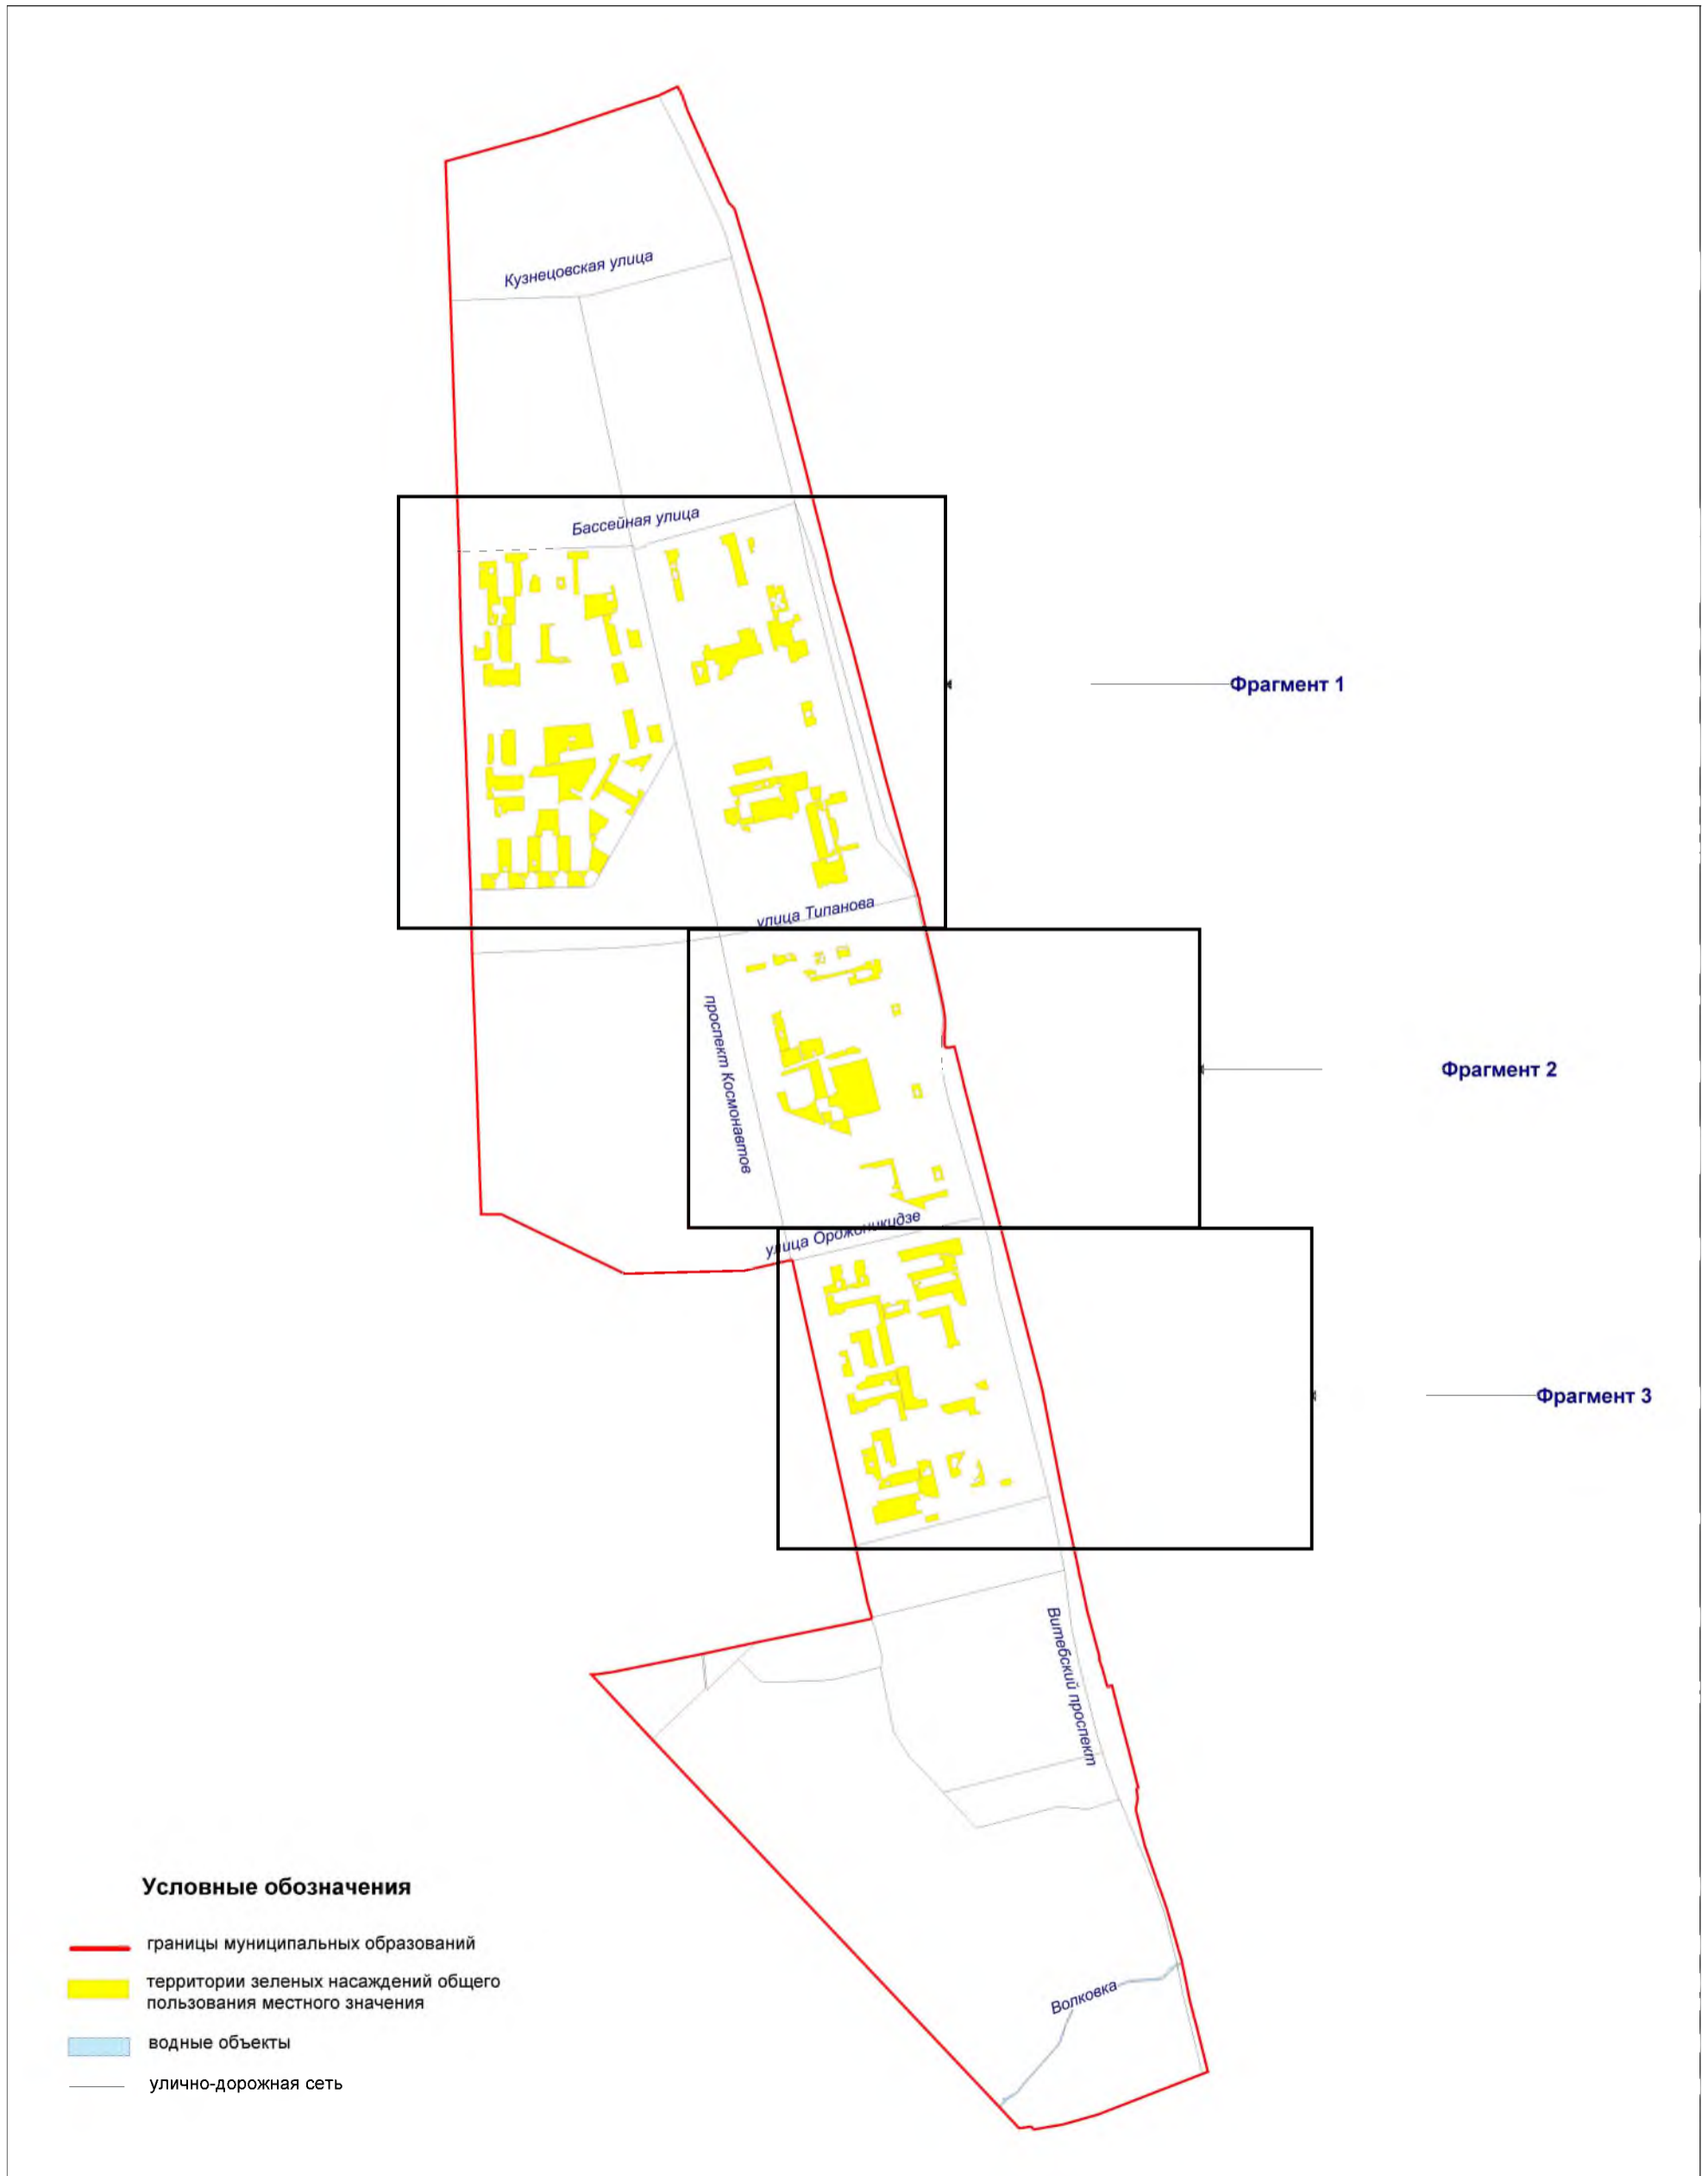 Кузнецовская улица
Бассейная улица
Фрагмент 1
улица Типанова
проспект Космонавтов
Фрагмент 2
улица Орджоникидзе
Фрагмент 3
Витебский проспект
Условные обозначения
границы муниципальных образований
территории зеленых насаждений общего
пользования местного значения
водные объекты
улично-дорожная сеть
Волковка